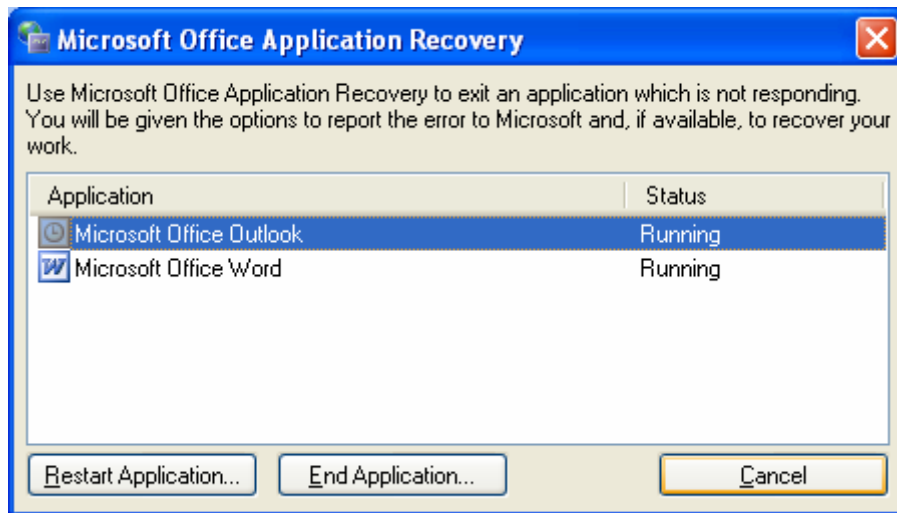 Microsoft Office Application Recovery
Use Microsoft Office Application Recovery to exit an application which is not responding.
You will be given the options to report the error to Microsoft and, if available, to recover your
work.
Application Status
Microsoft Office Outlook Running
Microsoft Office Word Running
Restart Application... End Application... Cancel